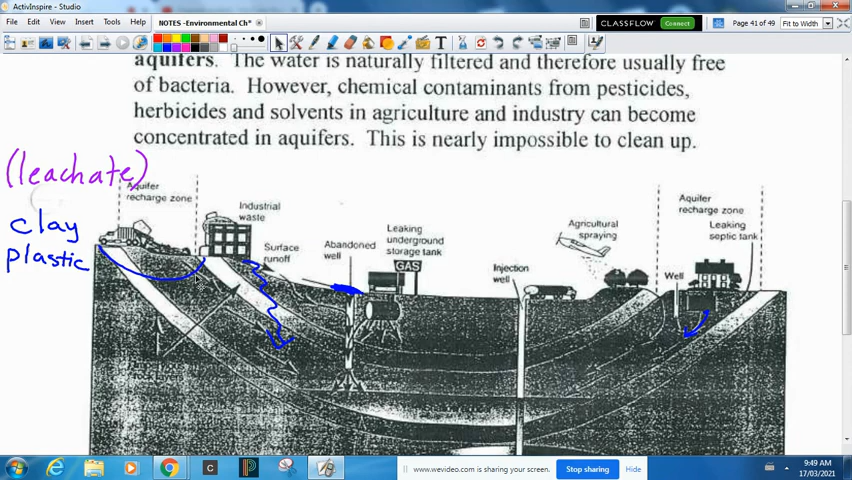 ActivInspire - Studio
File Edit View Insert Tools Help
NOTES -Environmental Ch*
CLASSFLOW Connect Page 41 of 49 Fit to Width
aquifers. The water is naturally filtered and therefore usually free
of bacteria. However, chemical contaminants from pesticides,
herbicides and solvents in agriculture and industry can become
concentrated in aquifers. This is nearly impossible to clean up.
(leachate)
clay
plastic
Aquifer
recharge zone
Industrial
waste
Surface
runoff
Abandoned
well
Leaking
underground
storage tank
GAS
Injection
well
Agricultural
spraying
Aquifer
recharge zone
Leaking
septic tank
Well
www.wevideo.com is sharing your screen. Stop sharing Hide
9:49 AM
17/03/2021